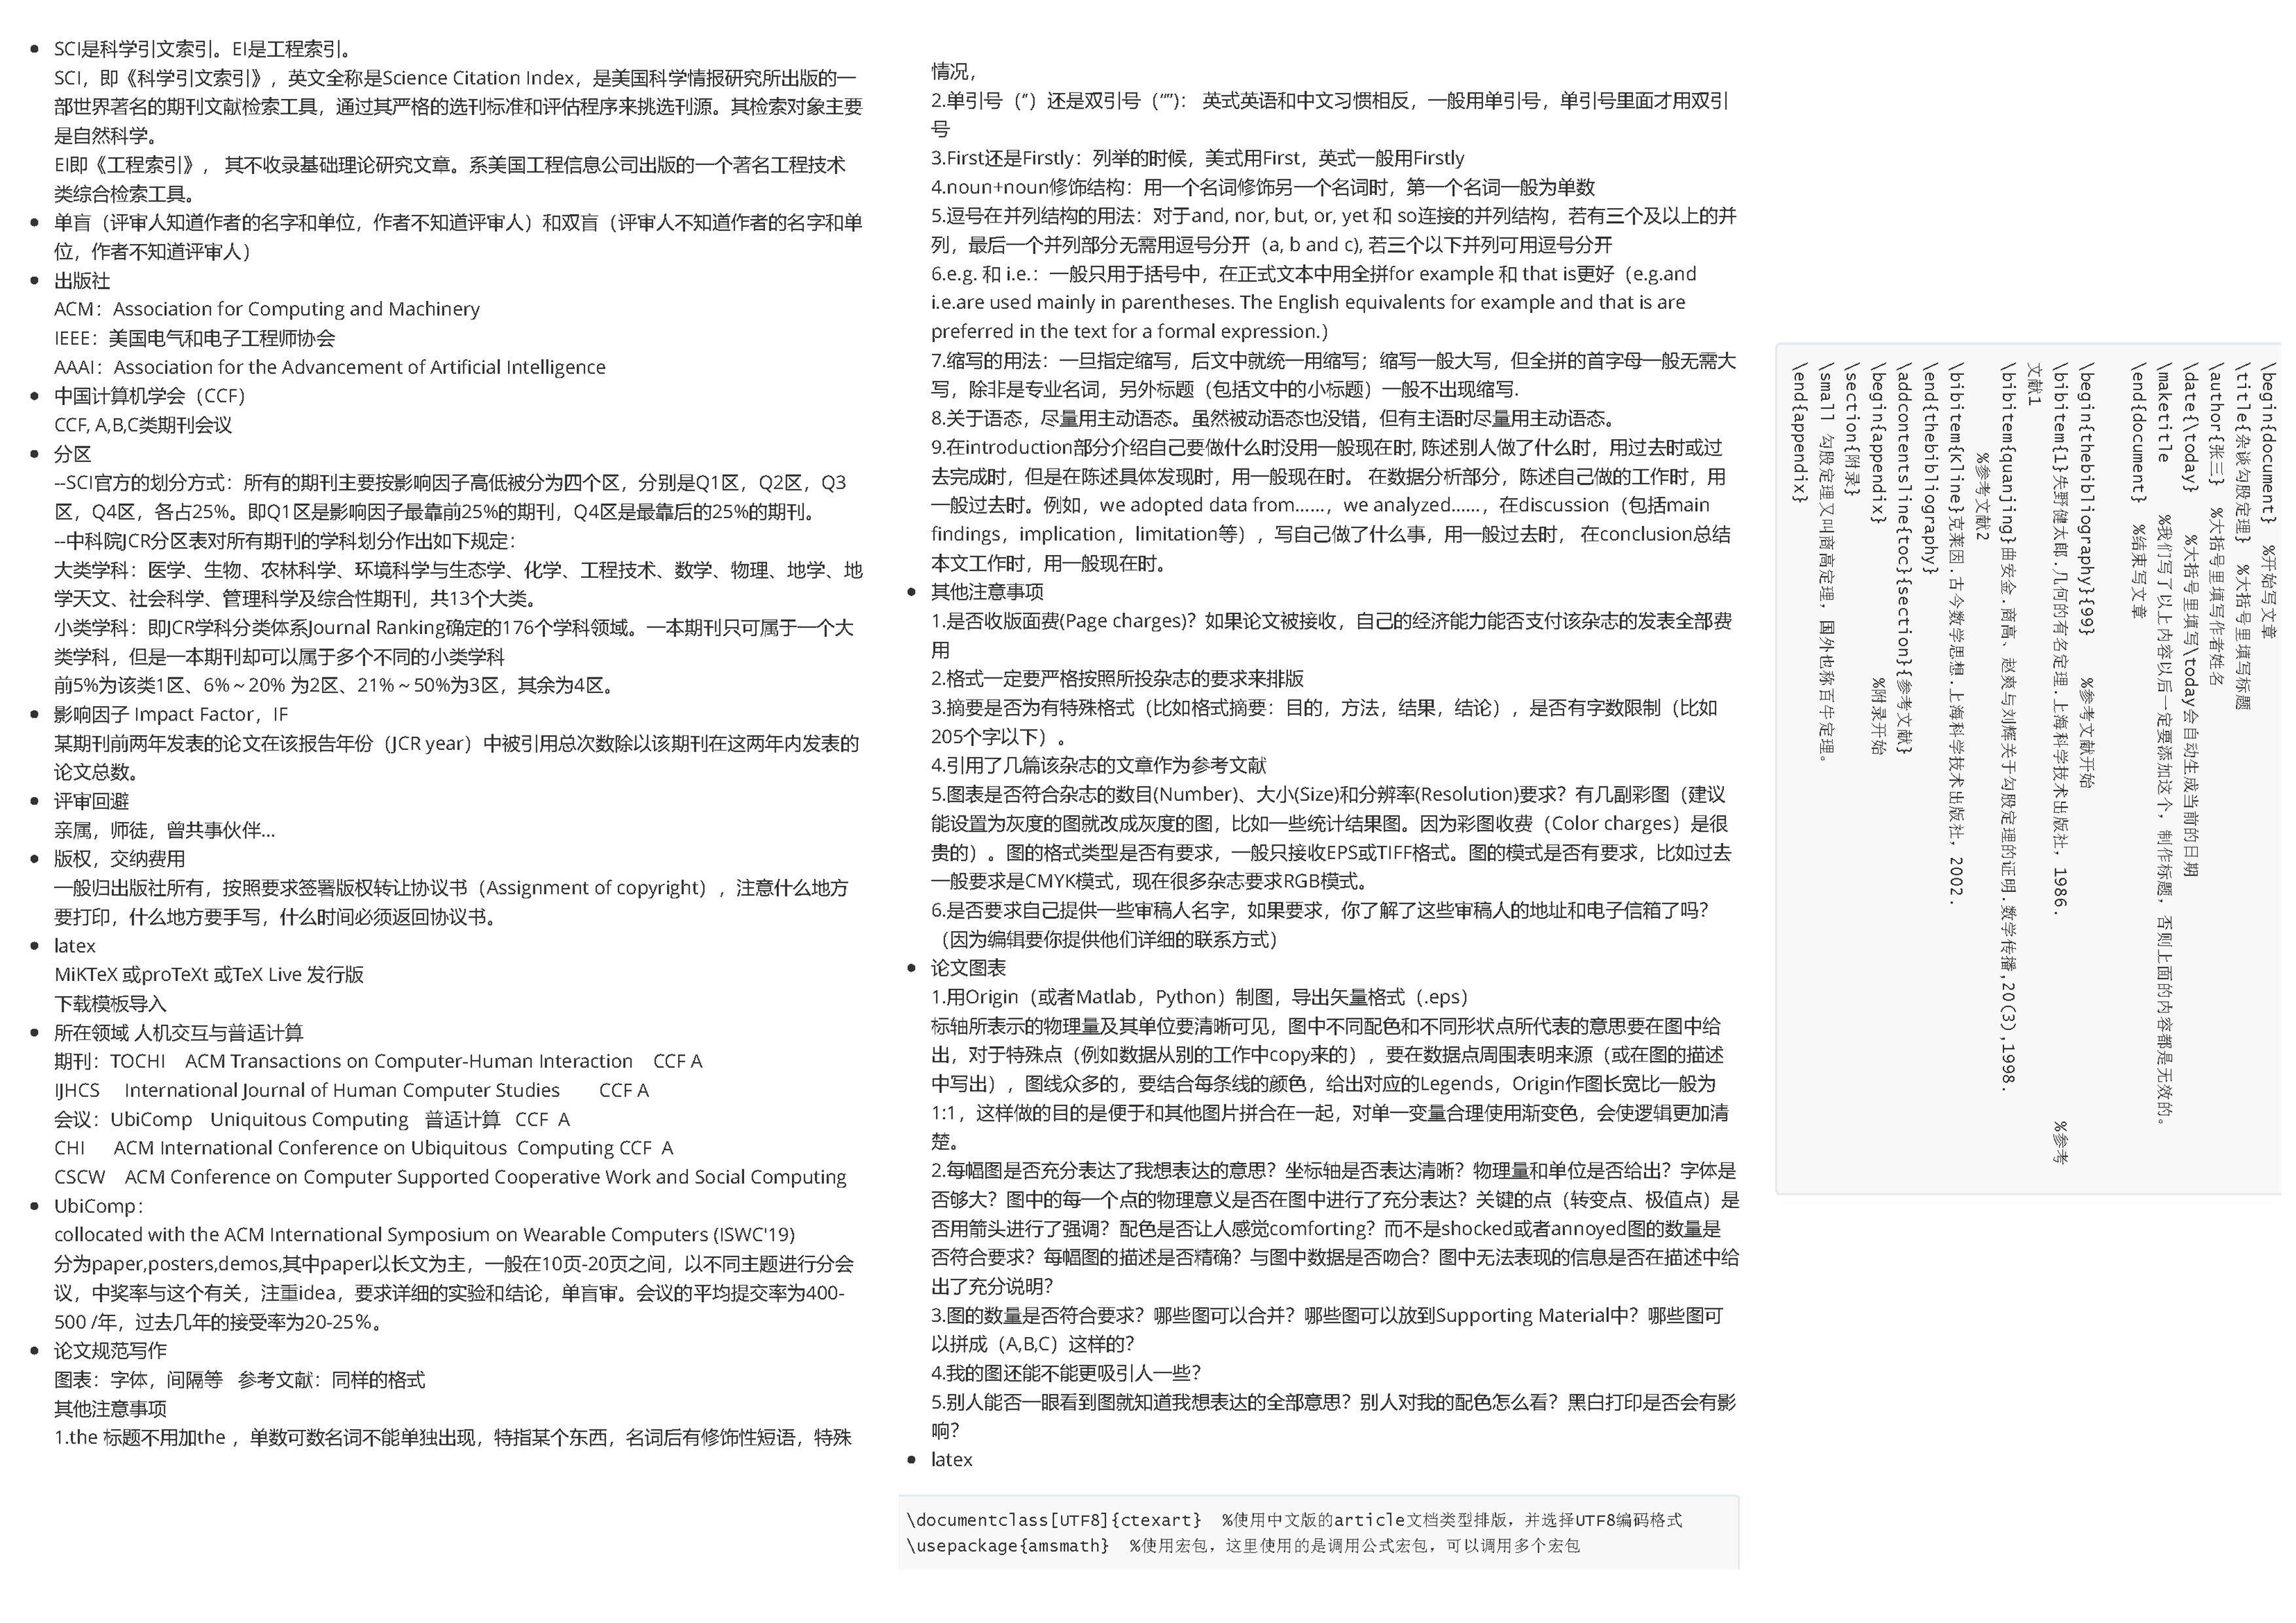 SCI是科学引文索引。EI是工程索引。
SCI，即《科学引文索引》，英文全称是Science Citation Index，是美国科学情报研究所出版的一
部世界著名的期刊文献检索工具，通过其严格的选刊标准和评估程序来挑选刊源。其检索对象主要
是自然科学。
EI即《工程索引》， 其不收录基础理论研究文章。系美国工程信息公司出版的一个著名工程技术
类综合检索工具。
单盲（评审人知道作者的名字和单位，作者不知道评审人）和双盲（评审人不知道作者的名字和单
位，作者不知道评审人）
出版社
ACM：Association for Computing and Machinery
IEEE：美国电气和电子工程师协会
AAAI：Association for the Advancement of Artificial Intelligence
中国计算机学会（CCF）
CCF, A,B,C类期刊会议
分区
--SCI官方的划分方式：所有的期刊主要按影响因子高低被分为四个区，分别是Q1区，Q2区，Q3
区，Q4区，各占25%。即Q1区是影响因子最靠前25%的期刊，Q4区是最靠后的25%的期刊。
--中科院JCR分区表对所有期刊的学科划分作出如下规定：
大类学科：医学、生物、农林科学、环境科学与生态学、化学、工程技术、数学、物理、地学、地
学天文、社会科学、管理科学及综合性期刊，共13个大类。
小类学科：即JCR学科分类体系Journal Ranking确定的176个学科领域。一本期刊只可属于一个大
类学科，但是一本期刊却可以属于多个不同的小类学科
前5%为该类1区、6%～20% 为2区、21%～50%为3区，其余为4区。
影响因子 Impact Factor，IF
某期刊前两年发表的论文在该报告年份（JCR year）中被引用总次数除以该期刊在这两年内发表的
论文总数。
评审回避
亲属，师徒，曾共事伙伴...
版权，交纳费用
一般归出版社所有，按照要求签署版权转让协议书（Assignment of copyright），注意什么地方
要打印，什么地方要手写，什么时间必须返回协议书。
latex
MiKTeX 或proTeXt 或TeX Live 发行版
下载模板导入
所在领域 人机交互与普适计算
期刊：TOCHI ACM Transactions on Computer-Human Interaction CCF A
IJHCS International Journal of Human Computer Studies CCF A
会议：UbiComp Uniquitous Computing 普适计算 CCF A
CHI ACM International Conference on Ubiquitous Computing CCF A
CSCW ACM Conference on Computer Supported Cooperative Work and Social Computing
UbiComp：
collocated with the ACM International Symposium on Wearable Computers (ISWC'19)
分为paper,posters,demos,其中paper以长文为主，一般在10页-20页之间，以不同主题进行分会
议，中奖率与这个有关，注重idea，要求详细的实验和结论，单盲审。会议的平均提交率为400-
500 /年，过去几年的接受率为20-25%。
论文规范写作
图表：字体，间隔等 参考文献：同样的格式
其他注意事项
1.the 标题不用加the ，单数可数名词不能单独出现，特指某个东西，名词后有修饰性短语，特殊
情况，
2.单引号（‘’）还是双引号（“”）： 英式英语和中文习惯相反，一般用单引号，单引号里面才用双引
号
3.First还是Firstly：列举的时候，美式用First，英式一般用Firstly
4.noun+noun修饰结构：用一个名词修饰另一个名词时，第一个名词一般为单数
5.逗号在并列结构的用法：对于and, nor, but, or, yet 和 so连接的并列结构，若有三个及以上的并
列，最后一个并列部分无需用逗号分开（a, b and c), 若三个以下并列可用逗号分开
6.e.g. 和 i.e.：一般只用于括号中，在正式文本中用全拼for example 和 that is更好（e.g.and
i.e.are used mainly in parentheses. The English equivalents for example and that is are
preferred in the text for a formal expression.）
7.缩写的用法：一旦指定缩写，后文中就统一用缩写；缩写一般大写，但全拼的首字母一般无需大
写，除非是专业名词，另外标题（包括文中的小标题）一般不出现缩写.
8.关于语态，尽量用主动语态。虽然被动语态也没错，但有主语时尽量用主动语态。
9.在introduction部分介绍自己要做什么时没用一般现在时, 陈述别人做了什么时，用过去时或过
去完成时，但是在陈述具体发现时，用一般现在时。 在数据分析部分，陈述自己做的工作时，用
一般过去时。例如，we adopted data from……，we analyzed……，在discussion（包括main
findings，implication，limitation等），写自己做了什么事，用一般过去时， 在conclusion总结
本文工作时，用一般现在时。
其他注意事项
1.是否收版面费(Page charges)？如果论文被接收，自己的经济能力能否支付该杂志的发表全部费
用
2.格式一定要严格按照所投杂志的要求来排版
3.摘要是否为有特殊格式（比如格式摘要：目的，方法，结果，结论），是否有字数限制（比如
205个字以下）。
4.引用了几篇该杂志的文章作为参考文献
5.图表是否符合杂志的数目(Number)、大小(Size)和分辨率(Resolution)要求？有几副彩图（建议
能设置为灰度的图就改成灰度的图，比如一些统计结果图。因为彩图收费（Color charges）是很
贵的）。图的格式类型是否有要求，一般只接收EPS或TIFF格式。图的模式是否有要求，比如过去
一般要求是CMYK模式，现在很多杂志要求RGB模式。
6.是否要求自己提供一些审稿人名字，如果要求，你了解了这些审稿人的地址和电子信箱了吗？
（因为编辑要你提供他们详细的联系方式）
论文图表
1.用Origin（或者Matlab，Python）制图，导出矢量格式（.eps）
标轴所表示的物理量及其单位要清晰可见，图中不同配色和不同形状点所代表的意思要在图中给
出，对于特殊点（例如数据从别的工作中copy来的），要在数据点周围表明来源（或在图的描述
中写出），图线众多的，要结合每条线的颜色，给出对应的Legends，Origin作图长宽比一般为
1:1，这样做的目的是便于和其他图片拼合在一起，对单一变量合理使用渐变色，会使逻辑更加清
楚。
2.每幅图是否充分表达了我想表达的意思？坐标轴是否表达清晰？物理量和单位是否给出？字体是
否够大？图中的每一个点的物理意义是否在图中进行了充分表达？关键的点（转变点、极值点）是
否用箭头进行了强调？配色是否让人感觉comforting？而不是shocked或者annoyed图的数量是
否符合要求？每幅图的描述是否精确？与图中数据是否吻合？图中无法表现的信息是否在描述中给
出了充分说明？
3.图的数量是否符合要求？哪些图可以合并？哪些图可以放到Supporting Material中？哪些图可
以拼成（A,B,C）这样的？
4.我的图还能不能更吸引人一些？
5.别人能否一眼看到图就知道我想表达的全部意思？别人对我的配色怎么看？黑白打印是否会有影
响？
latex
\documentclass[UTF8]{ctexart} %使用中文版的article文档类型排版，并选择UTF8编码格式
\usepackage{amsmath} %使用宏包，这里使用的是调用公式宏包，可以调用多个宏包
\begin{document} %开始写文章
\title{杂谈勾股定理} %大括号里填写标题
\author{张三} %大括号里填写作者姓名
\date{\today} %大括号里填写\today会自动生成当前的日期
\maketitle %我们写了以上内容以后一定要添加这个，制作标题，否则上面的内容都是无效的。
\end{document} %结束写文章
\begin{thebibliography}{99} %参考文献开始
\bibitem{1}失野健太郎.几何的有名定理.上海科学技术出版社，1986. %参考
文献1
\bibitem{quanjing}曲安金.商高、赵爽与刘辉关于勾股定理的证明.数学传播,20(3),1998.
%参考文献2
\bibitem{Kline}克莱因.古今数学思想.上海科学技术出版社，2002.
\end{thebibliography}
\addcontentsline{toc}{section}{参考文献}
\begin{appendix} %附录开始
\section{附录}
\small 勾股定理又叫商高定理，国外也称百牛定理。
\end{appendix}